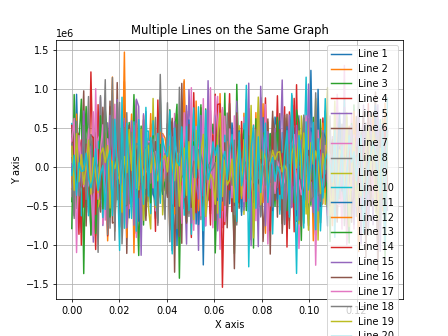 Multiple Lines on the Same Graph
1e6
1.5
1.0
0.5
0.0
−0.5
−1.0
−1.5
Y axis
0.00
0.02
0.04
0.06
0.08
0.10
X axis
Line 1
Line 2
Line 3
Line 4
Line 5
Line 6
Line 7
Line 8
Line 9
Line 10
Line 11
Line 12
Line 13
Line 14
Line 15
Line 16
Line 17
Line 18
Line 19
Line 20